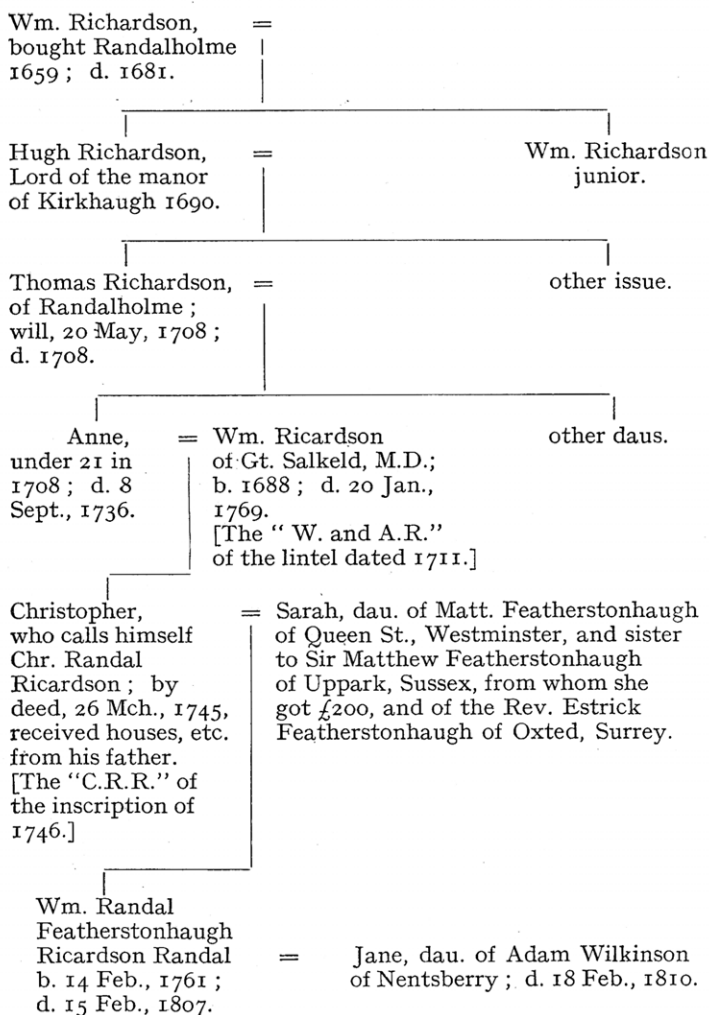 Wm. Richardson, =
bought Randalholme
1659 ; d. 1681.
Hugh Richardson, =
Lord of the manor
of Kirkhaugh 1690.
Wm. Richardson
junior.
Thomas Richardson, =
of Randalholme ;
will, 20 May, 1708 ;
d. 1708.
other issue.
Anne, =
under 21 in
1708 ; d. 8
Sept., 1736.
Wm. Ricardson
of Gt. Salkeld, M.D.;
b. 1688 ; d. 20 Jan.,
1769.
[The “ W. and A.R.”
of the lintel dated 1711.]
other daus.
Christopher, =
who calls himself
Chr. Randal
Ricardson ; by
deed, 26 Mch., 1745,
received houses, etc.
from his father.
[The “C.R.R.” of
the inscription of
1746.]
Sarah, dau. of Matt. Featherstonhaugh
of Queen St., Westminster, and sister
to Sir Matthew Featherstonhaugh
of Uppark, Sussex, from whom she
got £200, and of the Rev. Estrick
Featherstonhaugh of Oxted, Surrey.
Wm. Randal
Featherstonhaugh
Ricardson Randal =
b. 14 Feb., 1761 ;
d. 15 Feb., 1807.
Jane, dau. of Adam Wilkinson
of Nentsberry ; d. 18 Feb., 1810.